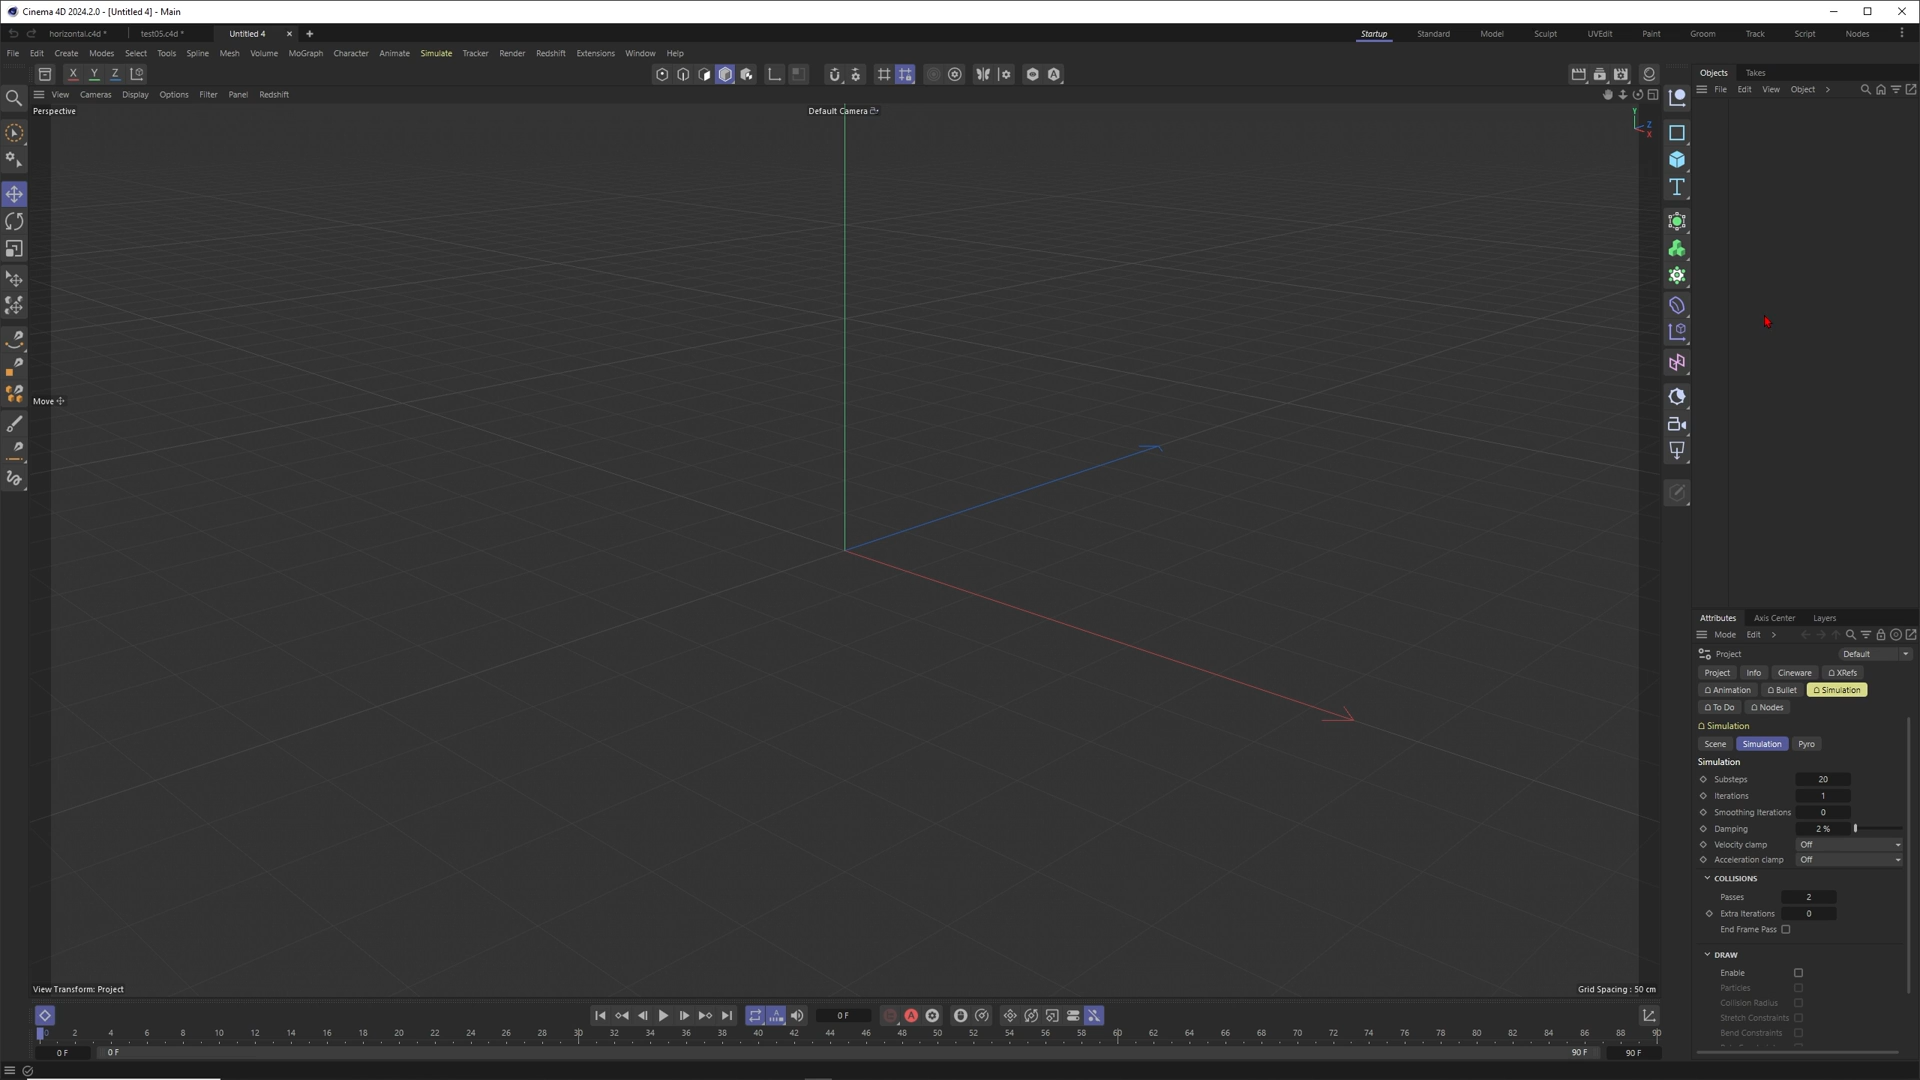 Cinema 4D 2024.2.0 - [Untitled 4] - Main
horizontal.c4d * test05.c4d * Untitled 4 × +
Startup Standard Model Sculpt UVEdit Paint Groom Track Script Nodes
File Edit Create Modes Select Tools Spline Mesh Volume MoGraph Character Animate Simulate Tracker Render Redshift Extensions Window Help
X Y Z
Objects Takes
View Cameras Display Options Filter Panel Redshift
File Edit View Object >
Perspective
Default Camera
Y
Z
X
Move
Attributes Axis Center Layers
Mode Edit >
Project Default
Project Info Cineware XRefs
Animation Bullet Simulation
To Do Nodes
Simulation
Scene Simulation Pyro
Simulation
Substeps 20
Iterations 1
Smoothing Iterations 0
Damping 2 %
Velocity clamp Off
Acceleration clamp Off
COLLISIONS
Passes 2
Extra Iterations 0
End Frame Pass
DRAW
Enable
Particles
Collision Radius
Stretch Constraints
Bend Constraints
View Transform: Project
Grid Spacing : 50 cm
0 F
0 2 4 6 8 10 12 14 16 18 20 22 24 26 28 30 32 34 36 38 40 42 44 46 48 50 52 54 56 58 60 62 64 66 68 70 72 74 76 78 80 82 84 86 88 90
0 F 0 F 90 F 90 F